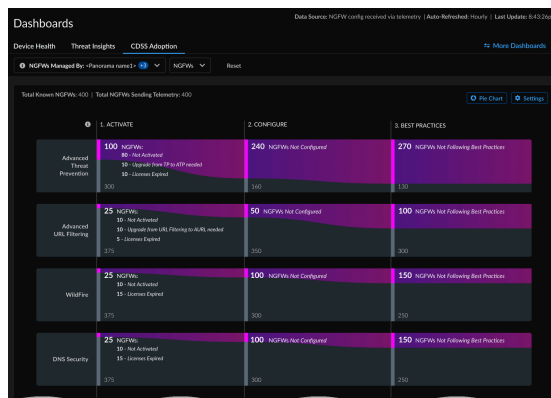 Dashboards
Data Source: NGFW config received via telemetry | Auto-Refreshed: Hourly | Last Update: 8:43:26p
Device Health Threat Insights CDSS Adoption
More Dashboards
NGFWs Managed By: <Panorama name1> +3 NGFWs Reset
Total Known NGFWs: 400 | Total NGFWs Sending Telemetry: 400
Pie Chart Settings
1. ACTIVATE 2. CONFIGURE 3. BEST PRACTICES
Advanced
Threat
Prevention
100 NGFWs:
80 - Not Activated
10 - Upgrade from TP to ATP needed
10 - Licenses Expired
300
240 NGFWs Not Configured
160
270 NGFWs Not Following Best Practices
130
Advanced
URL Filtering
25 NGFWs:
10 - Not Activated
10 - Upgrade from URL Filtering to AURL needed
5 - Licenses Expired
375
50 NGFWs Not Configured
350
100 NGFWs Not Following Best Practices
300
WildFire
25 NGFWs:
10 - Not Activated
15 - Licenses Expired
375
100 NGFWs Not Configured
300
150 NGFWs Not Following Best Practices
250
DNS Security
25 NGFWs:
10 - Not Activated
15 - Licenses Expired
375
100 NGFWs Not Configured
300
150 NGFWs Not Following Best Practices
250